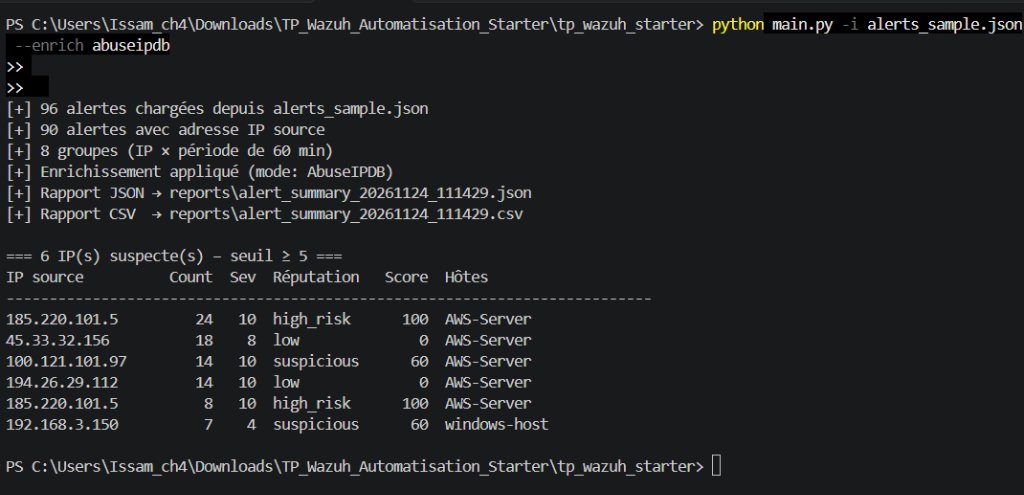 PS C:\Users\Issam_ch4\Downloads\TP_Wazuh_Automatisation_Starter\tp_wazuh_starter> python main.py -i alerts_sample.json
--enrich abuseipdb
>>
>>
[+] 96 alertes chargées depuis alerts_sample.json
[+] 90 alertes avec adresse IP source
[+] 8 groupes (IP × période de 60 min)
[+] Enrichissement appliqué (mode: AbuseIPDB)
[+] Rapport JSON → reports\alert_summary_20261124_111429.json
[+] Rapport CSV  → reports\alert_summary_20261124_111429.csv
=== 6 IP(s) suspecte(s) – seuil ≥ 5 ===
IP source          Count  Sev  Réputation   Score  Hôtes
---------------------------------------------------------------------------
185.220.101.5         24   10  high_risk      100  AWS-Server
45.33.32.156          18    8  low              0  AWS-Server
100.121.101.97        14   10  suspicious      60  AWS-Server
194.26.29.112         14   10  low              0  AWS-Server
185.220.101.5          8   10  high_risk      100  AWS-Server
192.168.3.150          7    4  suspicious      60  windows-host
PS C:\Users\Issam_ch4\Downloads\TP_Wazuh_Automatisation_Starter\tp_wazuh_starter>